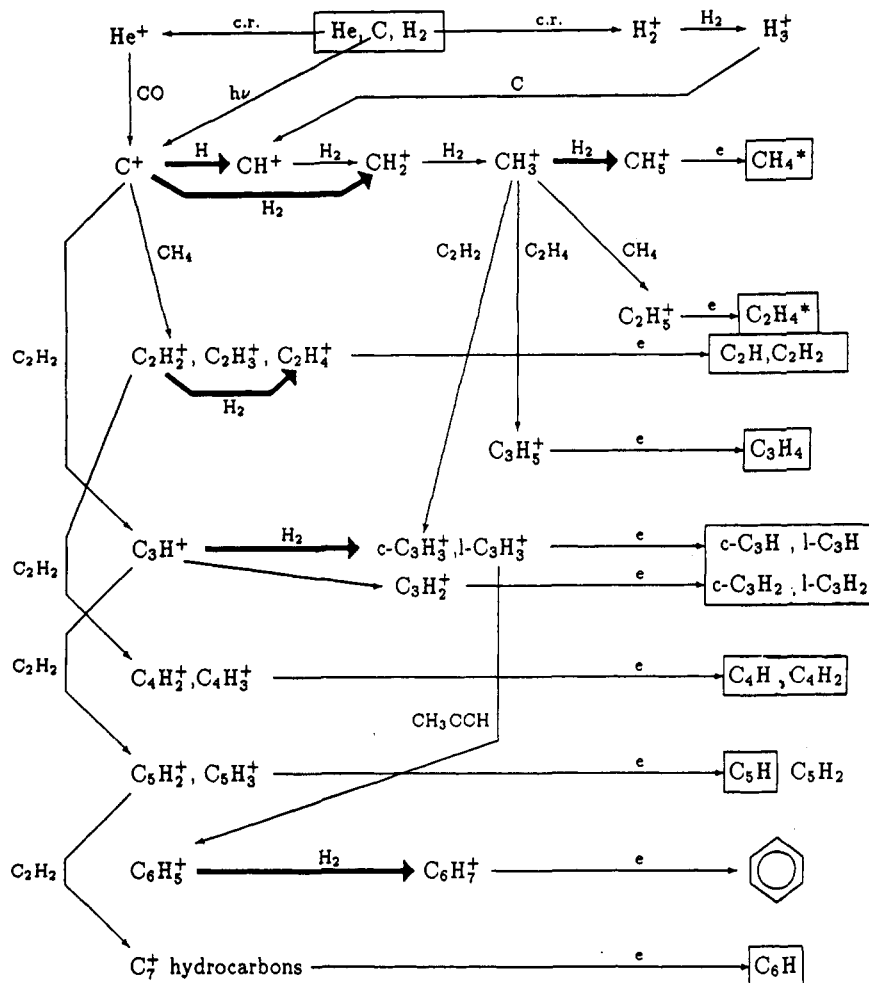 He⁺ c.r. He, C, H₂ c.r. H₂⁺ H₂ H₃⁺
CO hν C
C⁺ H CH⁺ H₂ CH₂⁺ H₂ CH₃⁺ H₂ CH₅⁺ e CH₄*
H₂
CH₄ C₂H₂ C₂H₄ CH₄
C₂H₅⁺ e C₂H₄*
C₂H₂ C₂H₂⁺, C₂H₃⁺, C₂H₄⁺ e C₂H,C₂H₂
H₂
C₃H₅⁺ e C₃H₄
C₃H⁺ H₂ c-C₃H₃⁺,l-C₃H₃⁺ e c-C₃H , l-C₃H
C₂H₂ C₃H₂⁺ e c-C₃H₂ , l-C₃H₂
C₂H₂ C₄H₂⁺,C₄H₃⁺ e C₄H , C₄H₂
CH₃CCH
C₅H₂⁺, C₅H₃⁺ e C₅H C₅H₂
C₂H₂ C₆H₅⁺ H₂ C₆H₇⁺ e
C₇⁺ hydrocarbons e C₆H